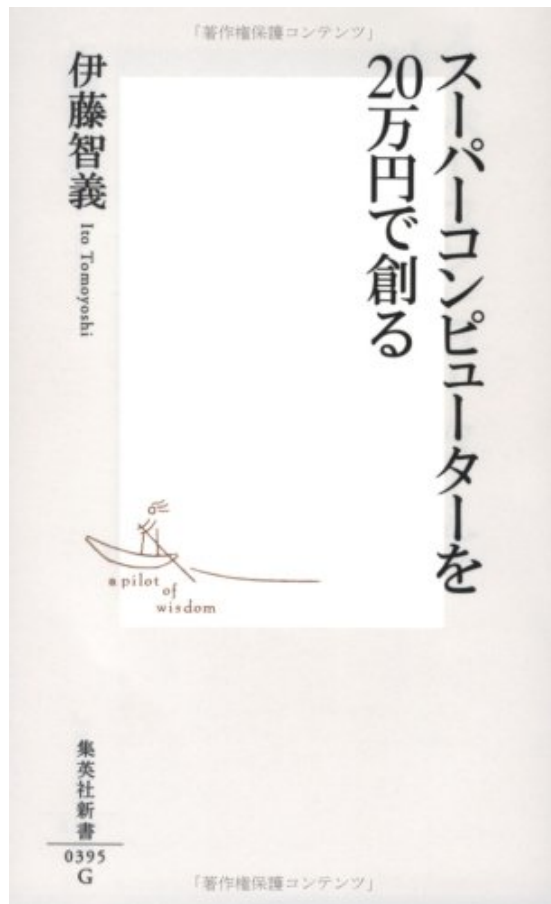 「著作権保護コンテンツ」
スーパーコンピューターを
20万円で創る
伊藤智義
Ito Tomoyoshi
a pilot
of
wisdom
集英社新書
0395
G
「著作権保護コンテンツ」